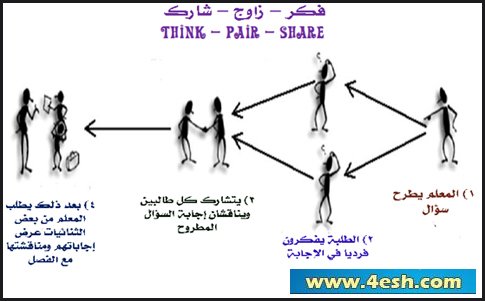 فكر - زاوج - شارك
THINK - PAIR - SHARE
١) المعلم يطرح
سؤال
٢) الطلبة يفكرون
فرديا في الاجابة
٣) يتشارك كل طالبين
ويناقشان إجابة السؤال
المطروح
٤) بعد ذلك يطلب
المعلم من بعض
الثنائيات عرض
إجاباتهم ومناقشتها
مع الفصل
www.4esh.com